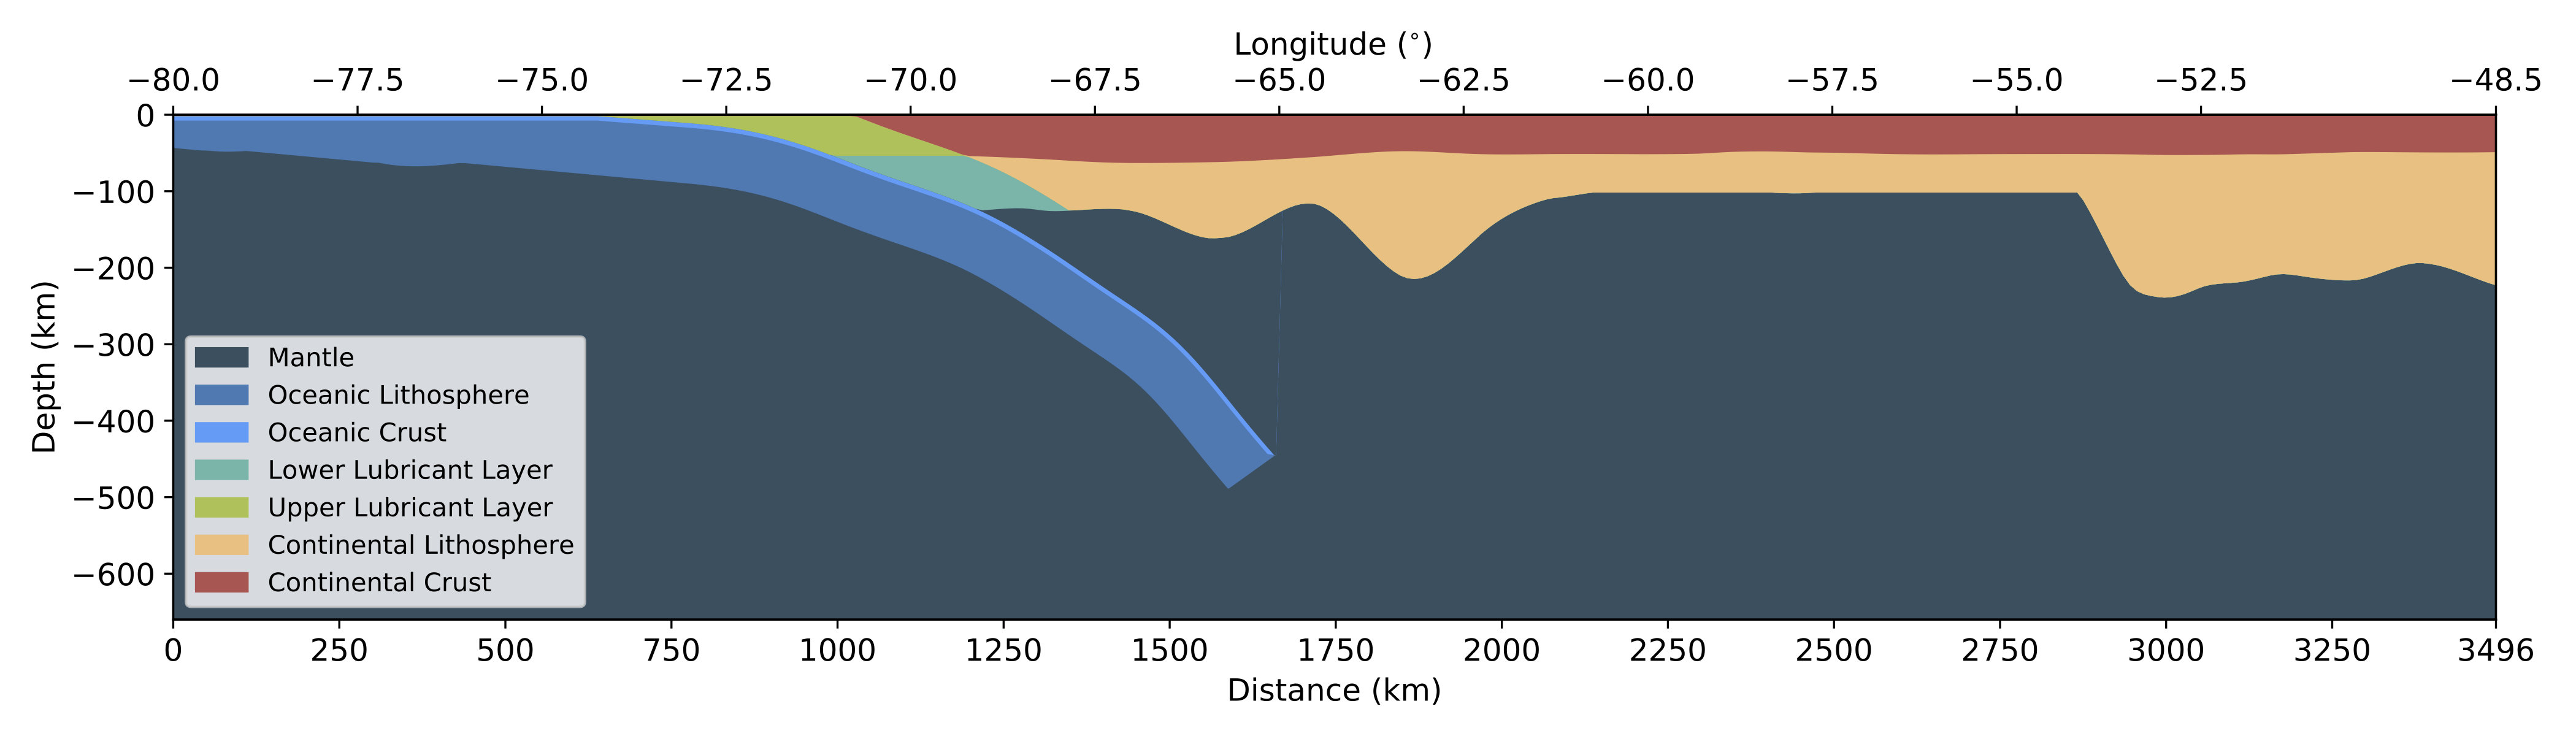 Longitude (°)
−80.0 −77.5 −75.0 −72.5 −70.0 −67.5 −65.0 −62.5 −60.0 −57.5 −55.0 −52.5 −48.5
0
−100
−200
−300
−400
−500
−600
Depth (km)
Mantle
Oceanic Lithosphere
Oceanic Crust
Lower Lubricant Layer
Upper Lubricant Layer
Continental Lithosphere
Continental Crust
0 250 500 750 1000 1250 1500 1750 2000 2250 2500 2750 3000 3250 3496
Distance (km)